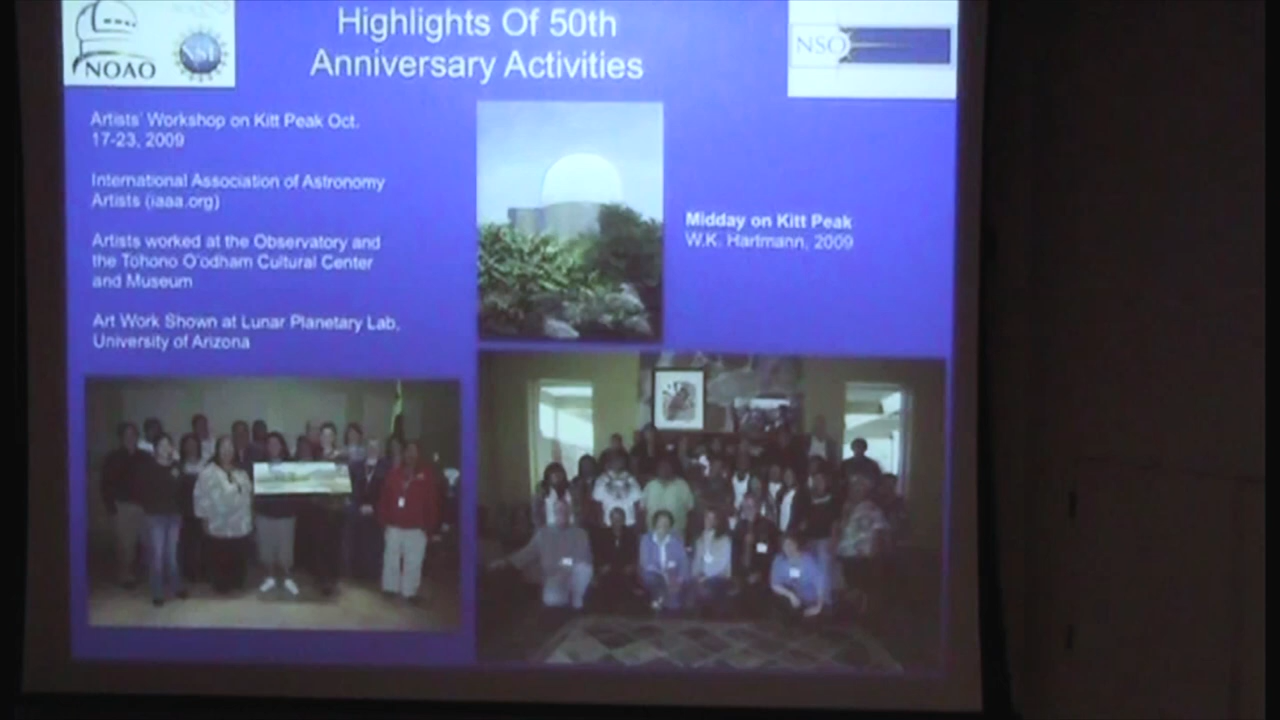 Highlights Of 50th
Anniversary Activities
NOAO
NSF
NSO
Artists' Workshop on Kitt Peak Oct.
17-23, 2009
International Association of Astronomy
Artists (iaaa.org)
Artists worked at the Observatory and
the Tohono O'odham Cultural Center
and Museum
Art Work Shown at Lunar Planetary Lab,
University of Arizona
Midday on Kitt Peak
W.K. Hartmann, 2009